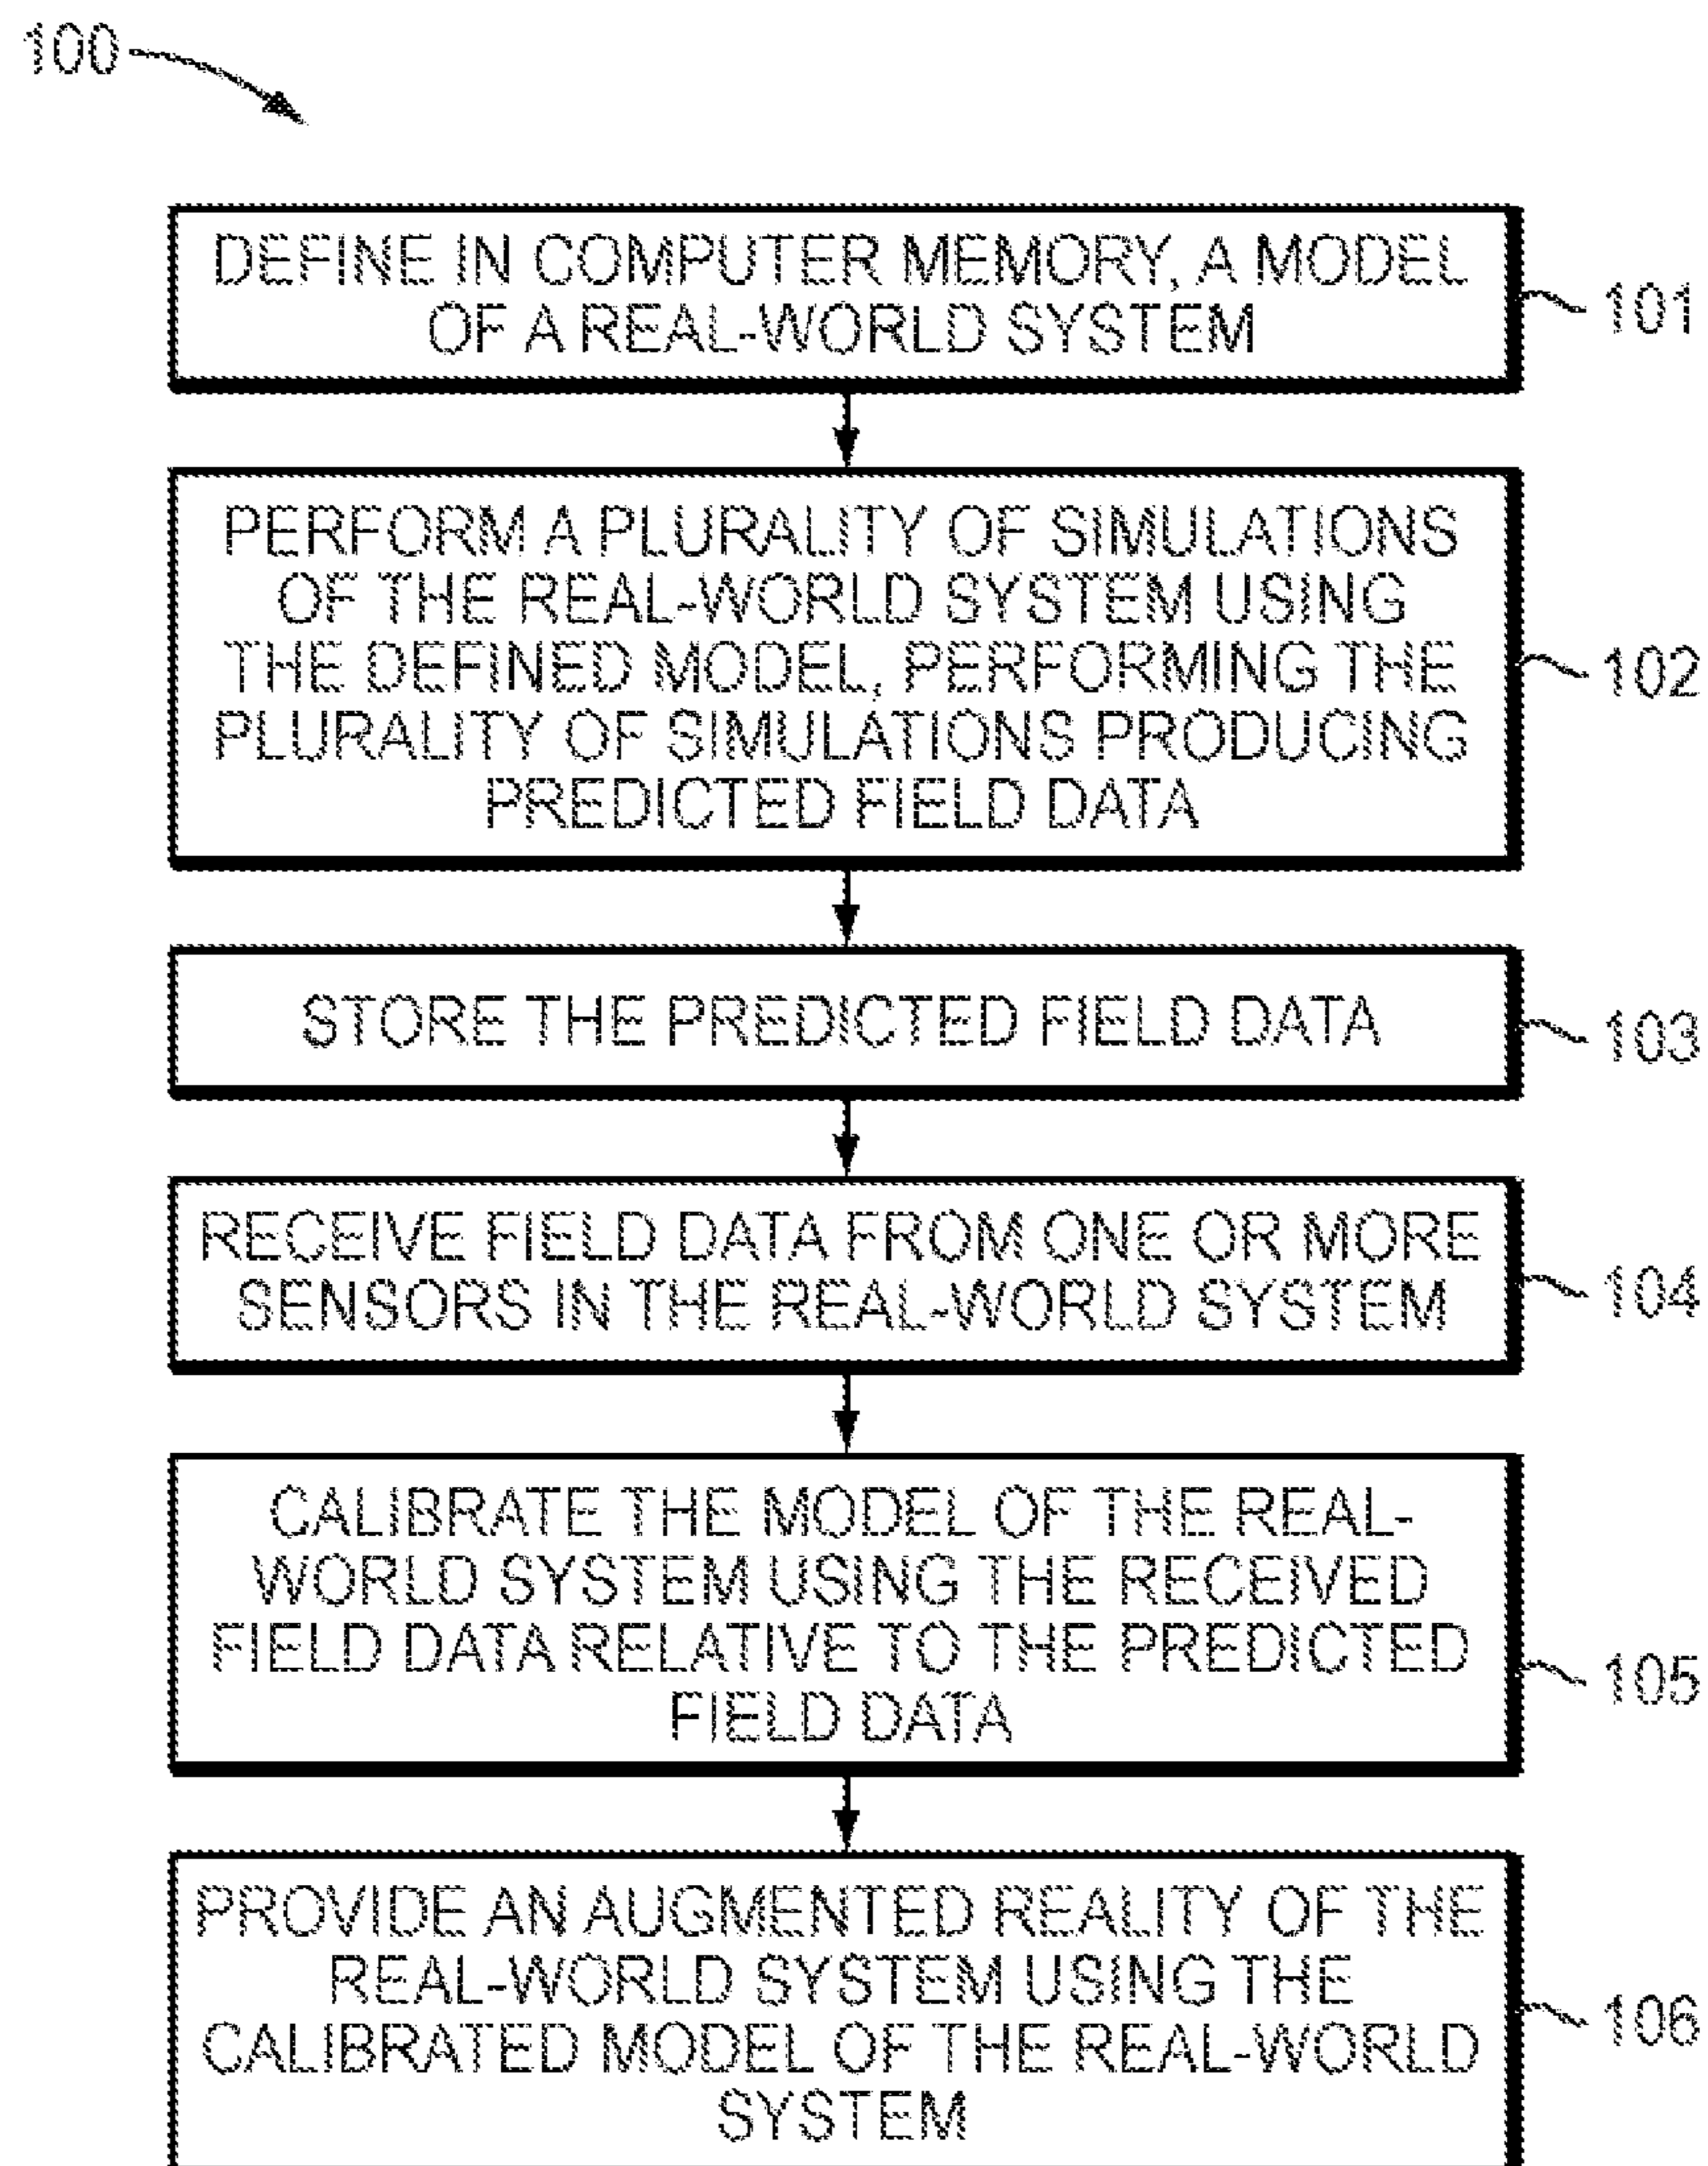 100
DEFINE IN COMPUTER MEMORY, A MODEL
OF A REAL-WORLD SYSTEM
101
PERFORM A PLURALITY OF SIMULATIONS
OF THE REAL-WORLD SYSTEM USING
THE DEFINED MODEL, PERFORMING THE
PLURALITY OF SIMULATIONS PRODUCING
PREDICTED FIELD DATA
102
STORE THE PREDICTED FIELD DATA
103
RECEIVE FIELD DATA FROM ONE OR MORE
SENSORS IN THE REAL-WORLD SYSTEM
104
CALIBRATE THE MODEL OF THE REAL-
WORLD SYSTEM USING THE RECEIVED
FIELD DATA RELATIVE TO THE PREDICTED
FIELD DATA
105
PROVIDE AN AUGMENTED REALITY OF THE
REAL-WORLD SYSTEM USING THE
CALIBRATED MODEL OF THE REAL-WORLD
SYSTEM
106